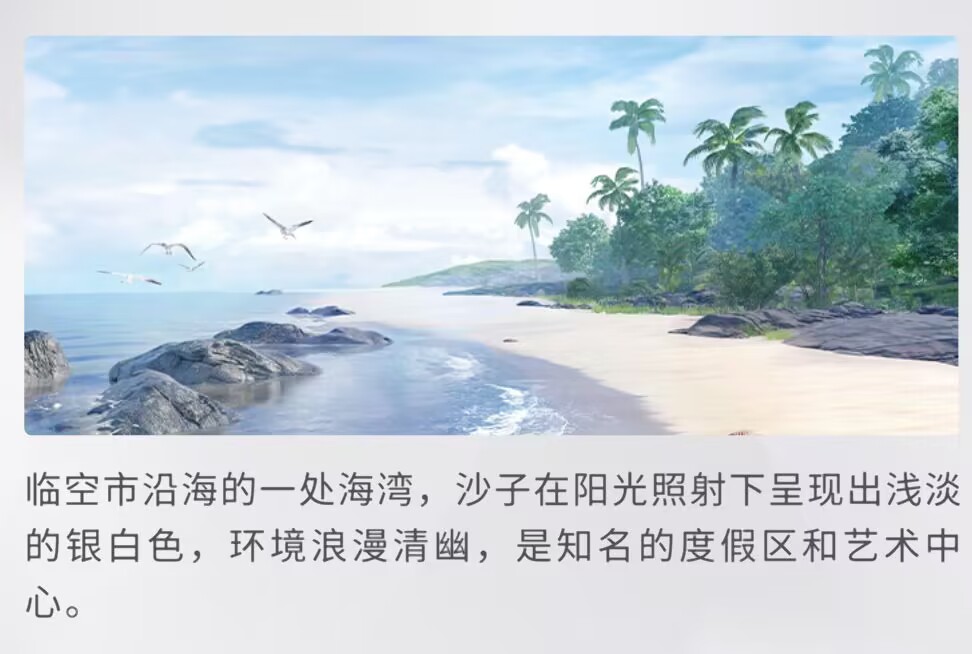 临空市沿海的一处海湾，沙子在阳光照射下呈现出浅淡
的银白色，环境浪漫清幽，是知名的度假区和艺术中
心。